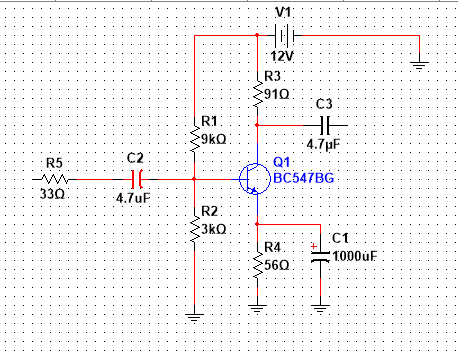 V1
12V
R3
91Ω
C3
4.7µF
R1
9kΩ
Q1
BC547BG
R5
33Ω
C2
4.7uF
R2
3kΩ
R4
56Ω
+
C1
1000uF